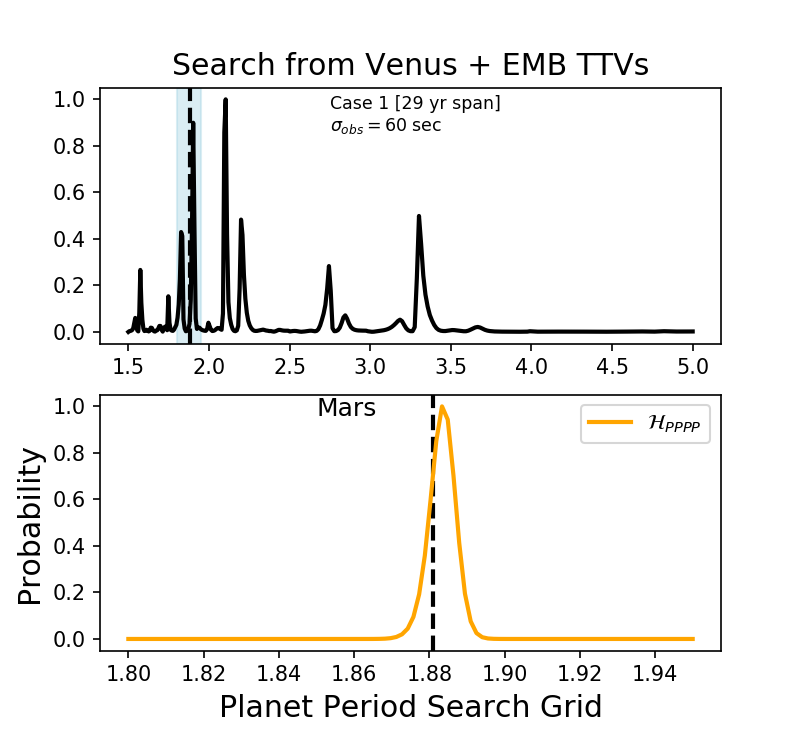 Search from Venus + EMB TTVs
Case 1 [29 yr span]
σ_obs = 60 sec
1.0
0.8
0.6
0.4
0.2
0.0
1.5 2.0 2.5 3.0 3.5 4.0 4.5 5.0
Mars
ℋ_PPPP
1.0
0.8
0.6
0.4
0.2
0.0
Probability
1.80 1.82 1.84 1.86 1.88 1.90 1.92 1.94
Planet Period Search Grid